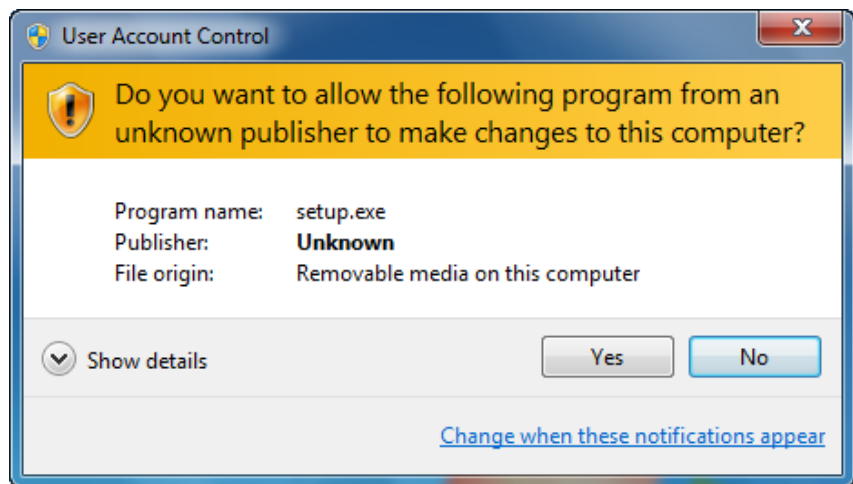 User Account Control
Do you want to allow the following program from an
unknown publisher to make changes to this computer?
Program name: setup.exe
Publisher: Unknown
File origin: Removable media on this computer
Show details
Yes
No
Change when these notifications appear